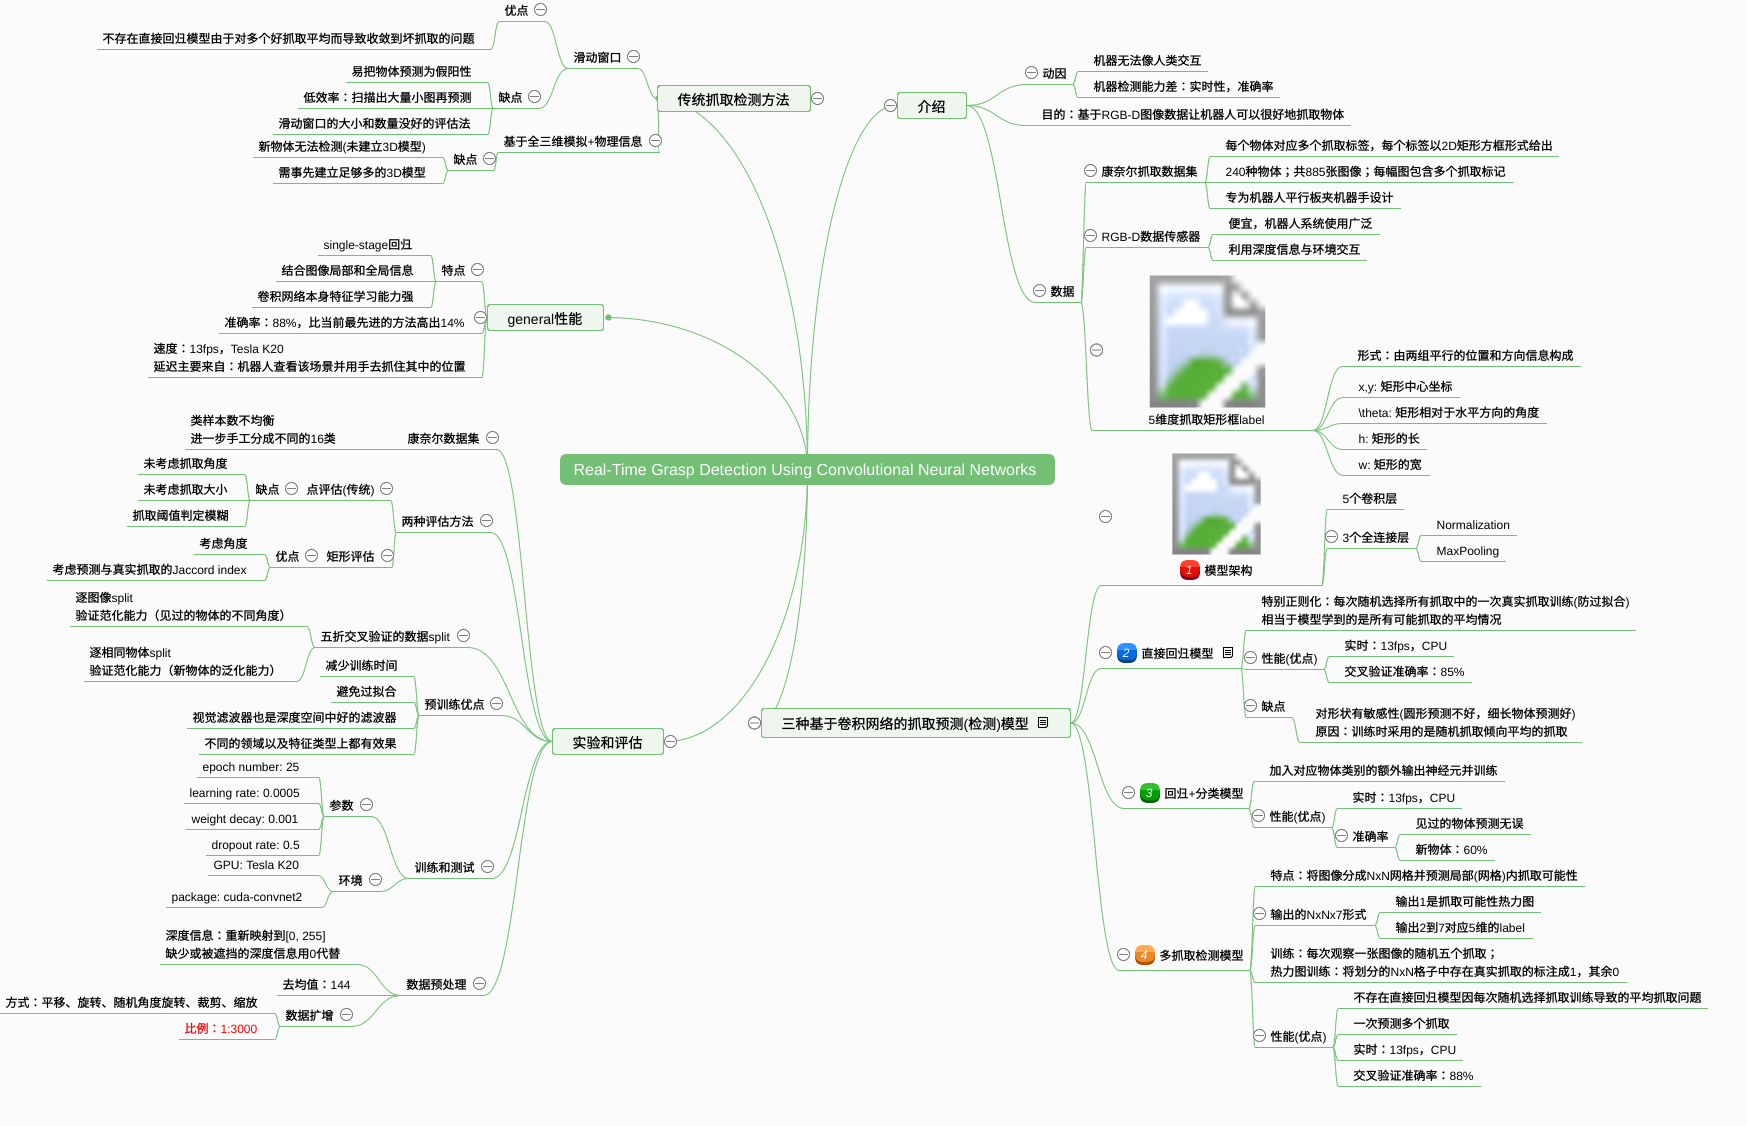 Real-Time Grasp Detection Using Convolutional Neural Networks
介绍
动因
机器无法像人类交互
机器检测能力差：实时性，准确率
目的：基于RGB-D图像数据让机器人可以很好地抓取物体
数据
康奈尔抓取数据集
每个物体对应多个抓取标签，每个标签以2D矩形方框形式给出
240种物体；共885张图像；每幅图包含多个抓取标记
专为机器人平行板夹机器手设计
RGB-D数据传感器
便宜，机器人系统使用广泛
利用深度信息与环境交互
5维度抓取矩形框label
形式：由两组平行的位置和方向信息构成
x,y: 矩形中心坐标
\theta: 矩形相对于水平方向的角度
h: 矩形的长
w: 矩形的宽
三种基于卷积网络的抓取预测(检测)模型
1 模型架构
5个卷积层
3个全连接层
Normalization
MaxPooling
2 直接回归模型
特别正则化：每次随机选择所有抓取中的一次真实抓取训练(防过拟合)
相当于模型学到的是所有可能抓取的平均情况
性能(优点)
实时：13fps，CPU
交叉验证准确率：85%
缺点
对形状有敏感性(圆形预测不好，细长物体预测好)
原因：训练时采用的是随机抓取倾向平均的抓取
3 回归+分类模型
加入对应物体类别的额外输出神经元并训练
性能(优点)
实时：13fps，CPU
准确率
见过的物体预测无误
新物体：60%
4 多抓取检测模型
特点：将图像分成NxN网格并预测局部(网格)内抓取可能性
输出的NxNx7形式
输出1是抓取可能性热力图
输出2到7对应5维的label
训练：每次观察一张图像的随机五个抓取；
热力图训练：将划分的NxN格子中存在真实抓取的标注成1，其余0
性能(优点)
不存在直接回归模型因每次随机选择抓取训练导致的平均抓取问题
一次预测多个抓取
实时：13fps，CPU
交叉验证准确率：88%
传统抓取检测方法
滑动窗口
优点
不存在直接回归模型由于对多个好抓取平均而导致收敛到坏抓取的问题
缺点
易把物体预测为假阳性
低效率：扫描出大量小图再预测
滑动窗口的大小和数量没好的评估法
基于全三维模拟+物理信息
缺点
新物体无法检测(未建立3D模型)
需事先建立足够多的3D模型
general性能
特点
single-stage回归
结合图像局部和全局信息
卷积网络本身特征学习能力强
准确率：88%，比当前最先进的方法高出14%
速度：13fps，Tesla K20
延迟主要来自：机器人查看该场景并用手去抓住其中的位置
实验和评估
康奈尔数据集
类样本数不均衡
进一步手工分成不同的16类
两种评估方法
点评估(传统)
缺点
未考虑抓取角度
未考虑抓取大小
抓取阈值判定模糊
矩形评估
优点
考虑角度
考虑预测与真实抓取的Jaccord index
五折交叉验证的数据split
逐图像split
验证范化能力（见过的物体的不同角度）
逐相同物体split
验证范化能力（新物体的泛化能力）
预训练优点
减少训练时间
避免过拟合
视觉滤波器也是深度空间中好的滤波器
不同的领域以及特征类型上都有效果
训练和测试
参数
epoch number: 25
learning rate: 0.0005
weight decay: 0.001
dropout rate: 0.5
环境
GPU: Tesla K20
package: cuda-convnet2
数据预处理
深度信息：重新映射到[0, 255]
缺少或被遮挡的深度信息用0代替
去均值：144
数据扩增
方式：平移、旋转、随机角度旋转、裁剪、缩放
比例：1:3000